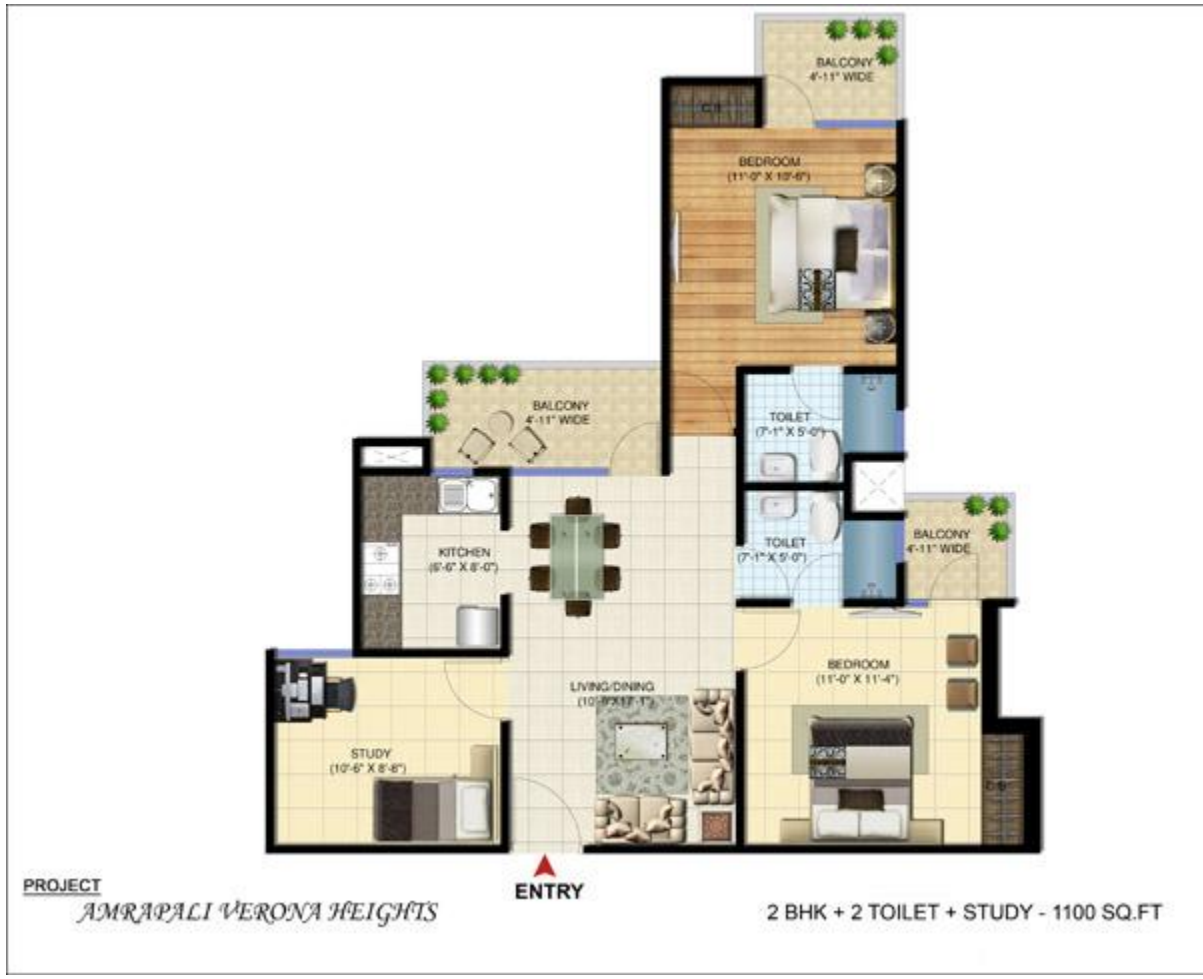 BALCONY
4'-11" WIDE
C.B
BEDROOM
(11'-0" X 10'-6")
BALCONY
4'-11" WIDE
TOILET
(7'-1" X 5'-0")
KITCHEN
(6'-6" X 8'-0")
TOILET
(7'-1" X 5'-0")
BALCONY
4'-11" WIDE
LIVING/DINING
BEDROOM
(11'-0" X 11'-4")
STUDY
(10'-6" X 8'-8")
C.B
ENTRY
PROJECT
AMRAPALI VERONA HEIGHTS
2 BHK + 2 TOILET + STUDY - 1100 SQ.FT